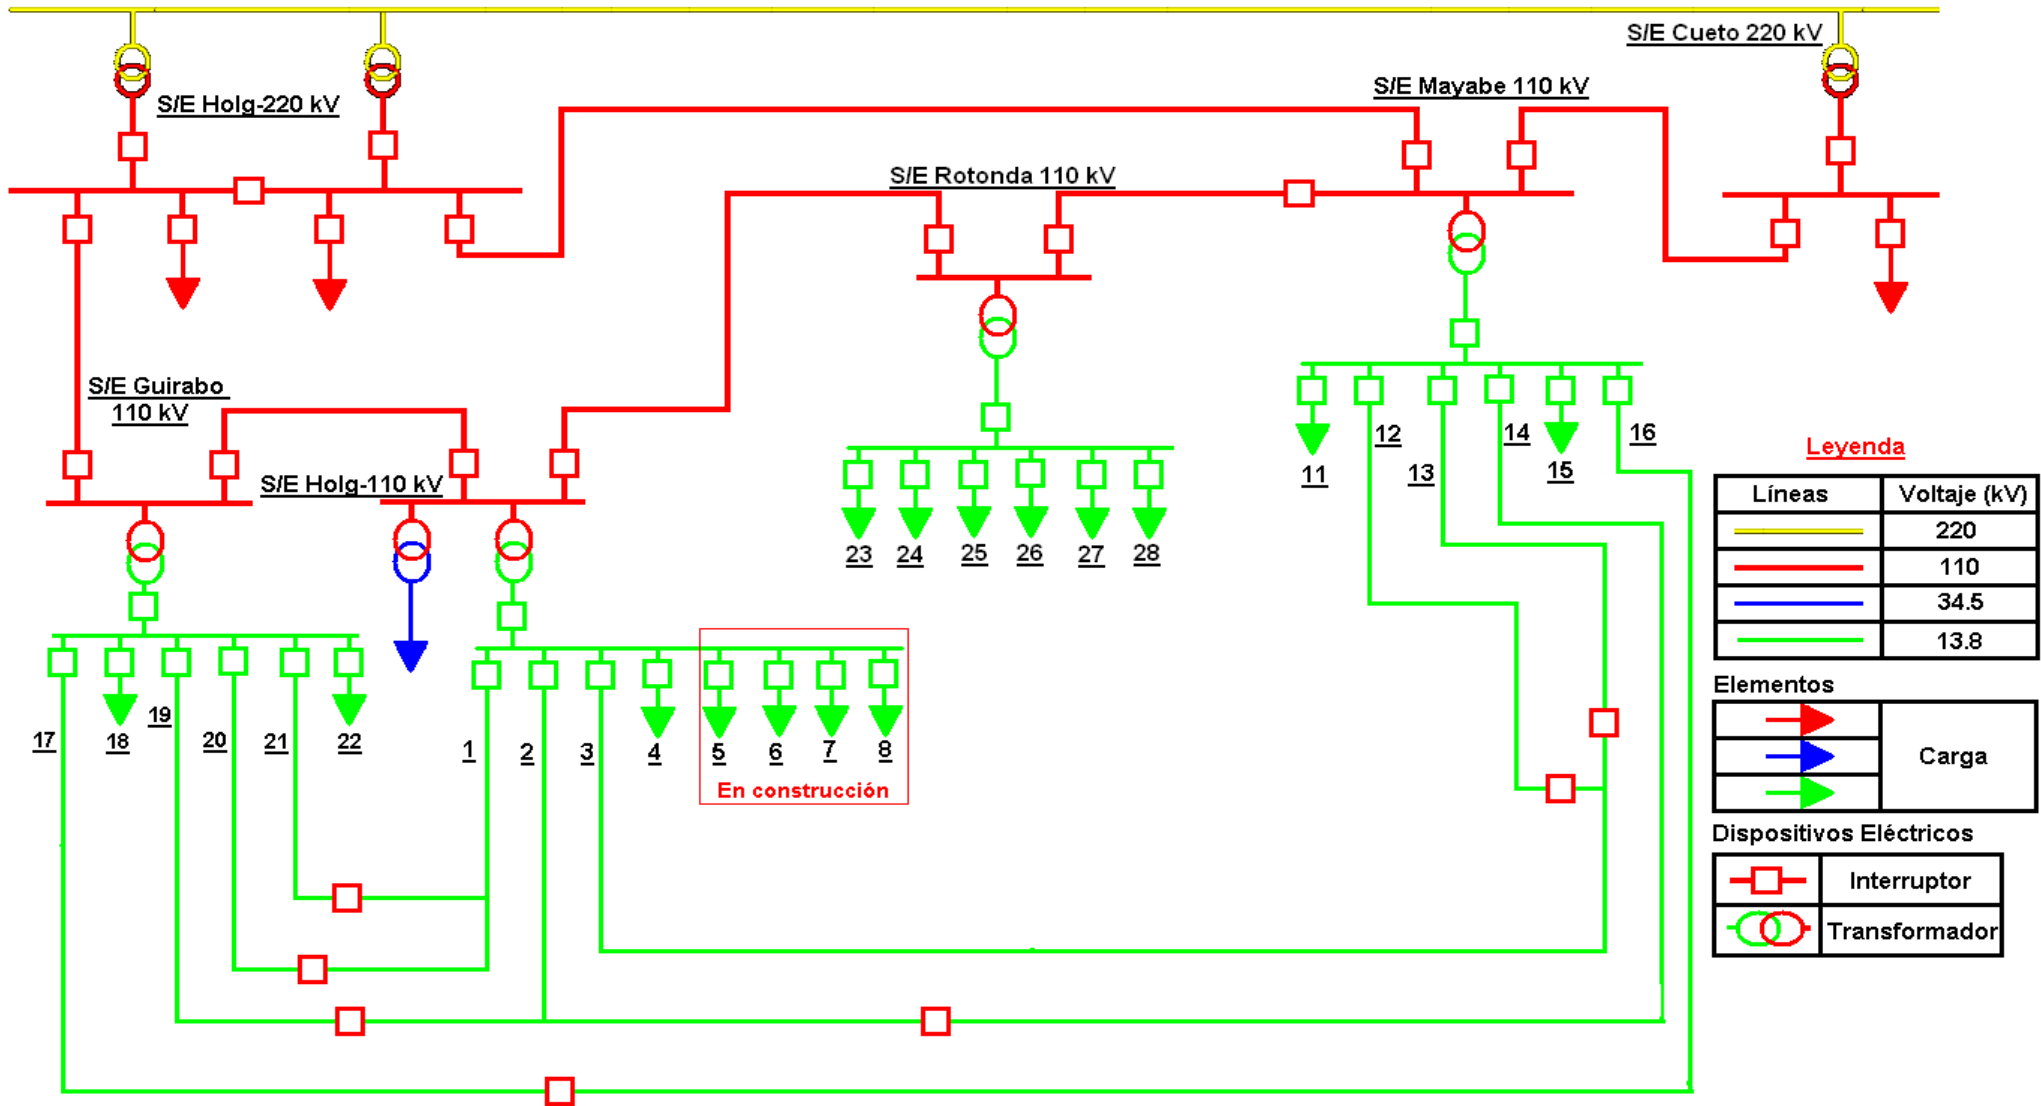 S/E Cueto 220 kV
S/E Holg-220 kV
S/E Mayabe 110 kV
S/E Rotonda 110 kV
S/E Guirabo
110 kV
S/E Holg-110 kV
11
12
13
14
15
16
23
24
25
26
27
28
17
18
19
20
21
22
1
2
3
4
5
6
7
8
En construcción
Leyenda
Líneas Voltaje (kV)
220
110
34.5
13.8
Elementos
Carga
Dispositivos Eléctricos
Interruptor
Transformador